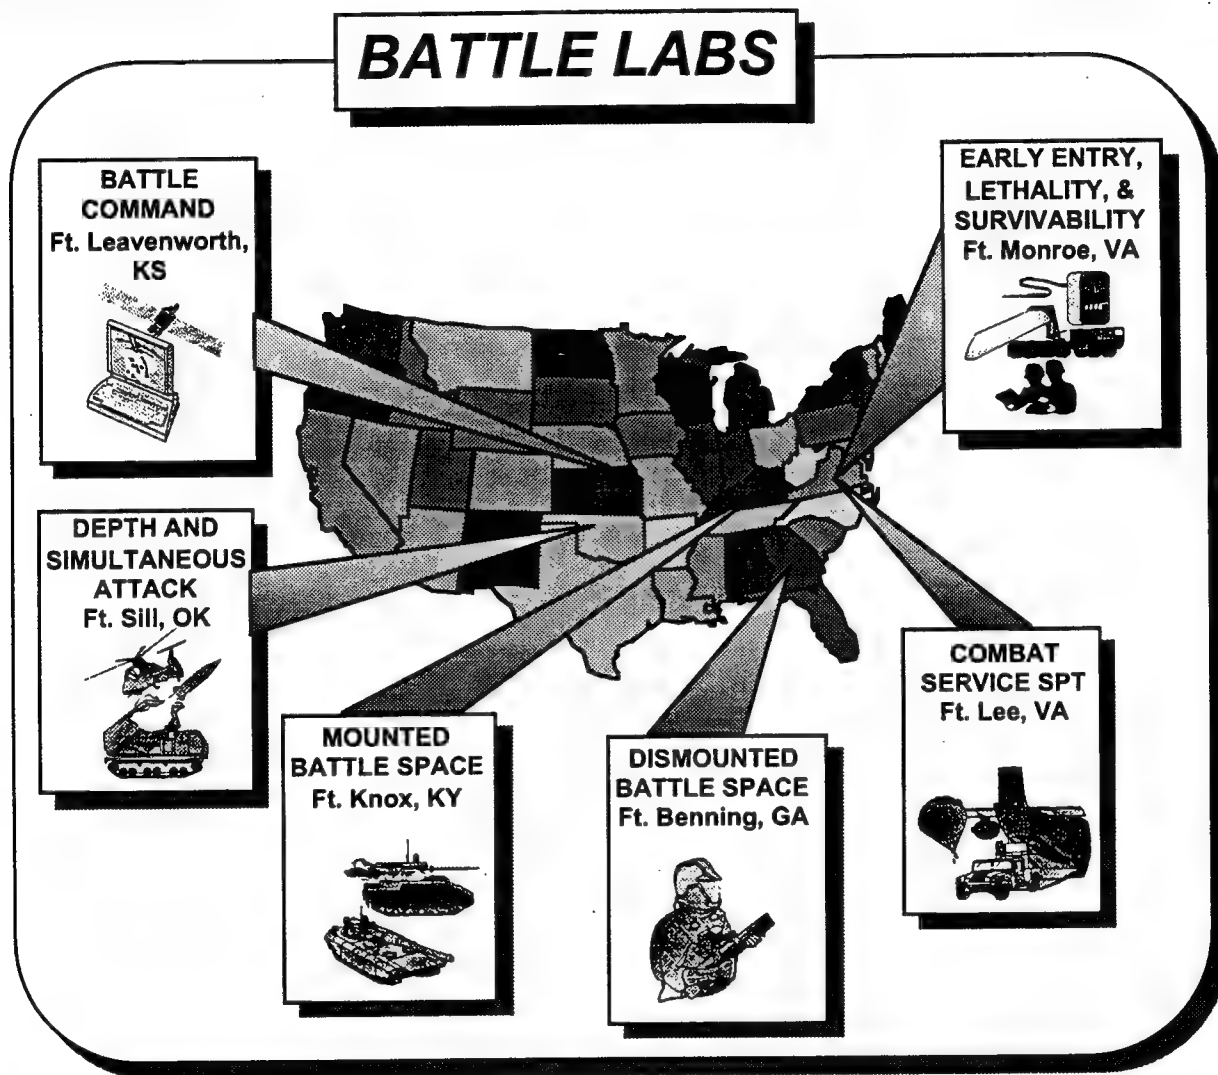 BATTLE LABS
BATTLE
COMMAND
Ft. Leavenworth,
KS
EARLY ENTRY,
LETHALITY, &
SURVIVABILITY
Ft. Monroe, VA
DEPTH AND
SIMULTANEOUS
ATTACK
Ft. Sill, OK
MOUNTED
BATTLE SPACE
Ft. Knox, KY
DISMOUNTED
BATTLE SPACE
Ft. Benning, GA
COMBAT
SERVICE SPT
Ft. Lee, VA